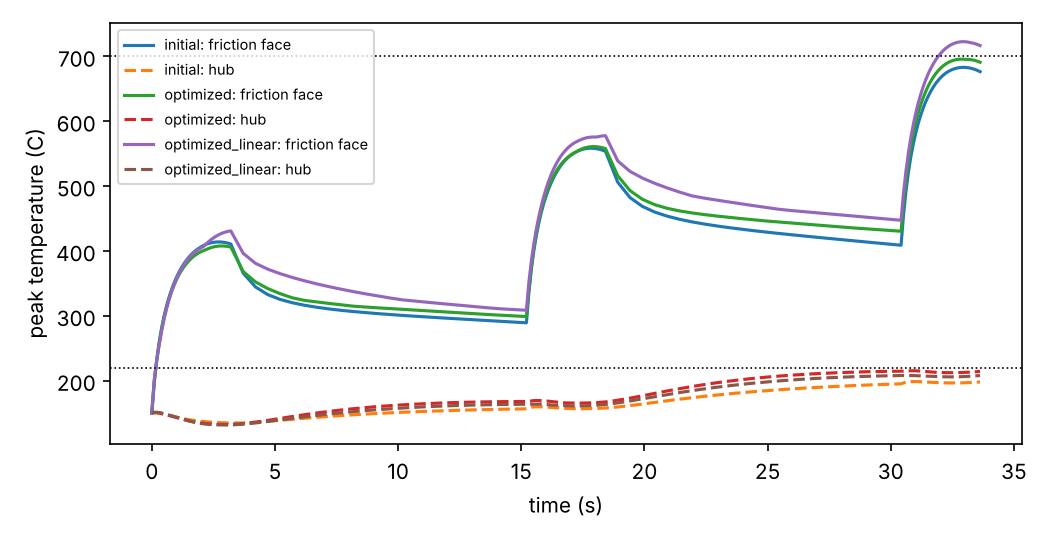 700
600
500
400
300
200
peak temperature (C)
initial: friction face
initial: hub
optimized: friction face
optimized: hub
optimized_linear: friction face
optimized_linear: hub
0
5
10
15
20
25
30
35
time (s)